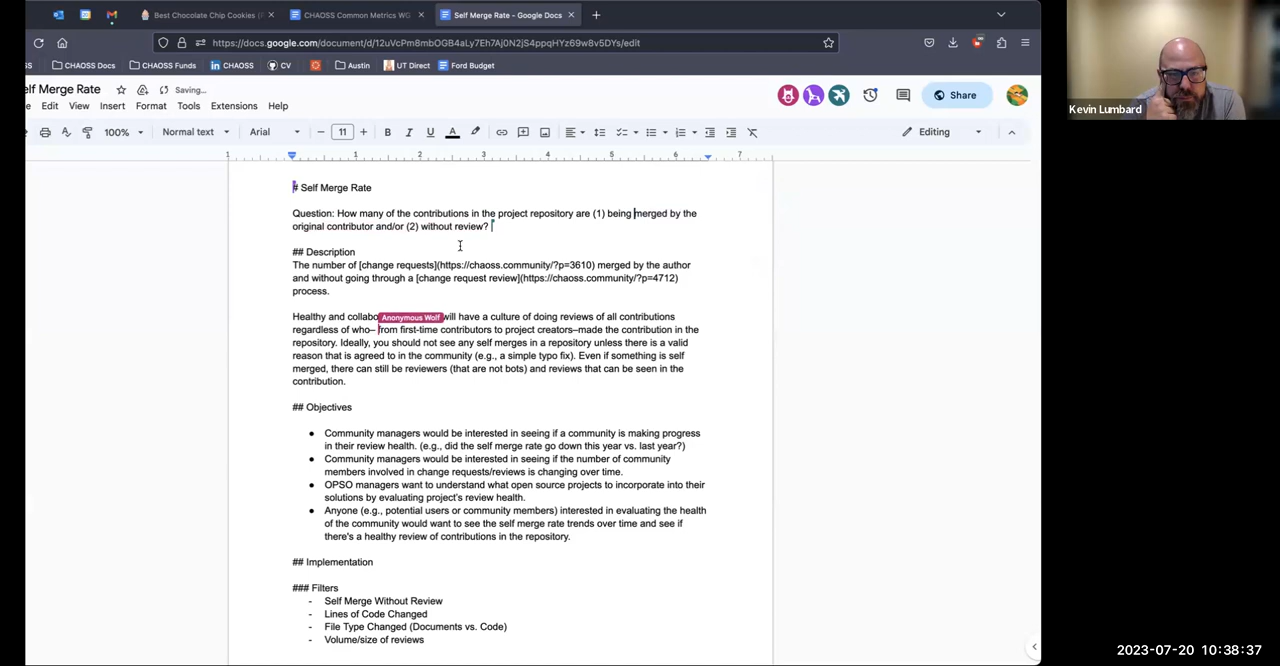 Best Chocolate Chip Cookies (F
CHAOSS Common Metrics WG
Self Merge Rate - Google Docs
https://docs.google.com/document/d/12uVcPm8mbOGB4aLy7Eh7Aj0N2jS4ppqHYz69w8v5DYs/edit
SS
CHAOSS Docs
CHAOSS Funds
CHAOSS
CV
Austin
UT Direct
Ford Budget
elf Merge Rate
Saving...
Share
e
Edit
View
Insert
Format
Tools
Extensions
Help
100%
Normal text
Arial
11
Editing
1 1 2 3 4 5 6 7
# Self Merge Rate
Question: How many of the contributions in the project repository are (1) being merged by the
original contributor and/or (2) without review?
## Description
The number of [change requests](https://chaoss.community/?p=3610) merged by the author
and without going through a [change request review](https://chaoss.community/?p=4712)
process.
Anonymous Wolf
Healthy and collabo will have a culture of doing reviews of all contributions
regardless of who– from first-time contributors to project creators–made the contribution in the
repository. Ideally, you should not see any self merges in a repository unless there is a valid
reason that is agreed to in the community (e.g., a simple typo fix). Even if something is self
merged, there can still be reviewers (that are not bots) and reviews that can be seen in the
contribution.
## Objectives
● Community managers would be interested in seeing if a community is making progress
in their review health. (e.g., did the self merge rate go down this year vs. last year?)
● Community managers would be interested in seeing if the number of community
members involved in change requests/reviews is changing over time.
● OPSO managers want to understand what open source projects to incorporate into their
solutions by evaluating project's review health.
● Anyone (e.g., potential users or community members) interested in evaluating the health
of the community would want to see the self merge rate trends over time and see if
there's a healthy review of contributions in the repository.
## Implementation
### Filters
- Self Merge Without Review
- Lines of Code Changed
- File Type Changed (Documents vs. Code)
- Volume/size of reviews
Kevin Lumbard
2023-07-20 10:38:37